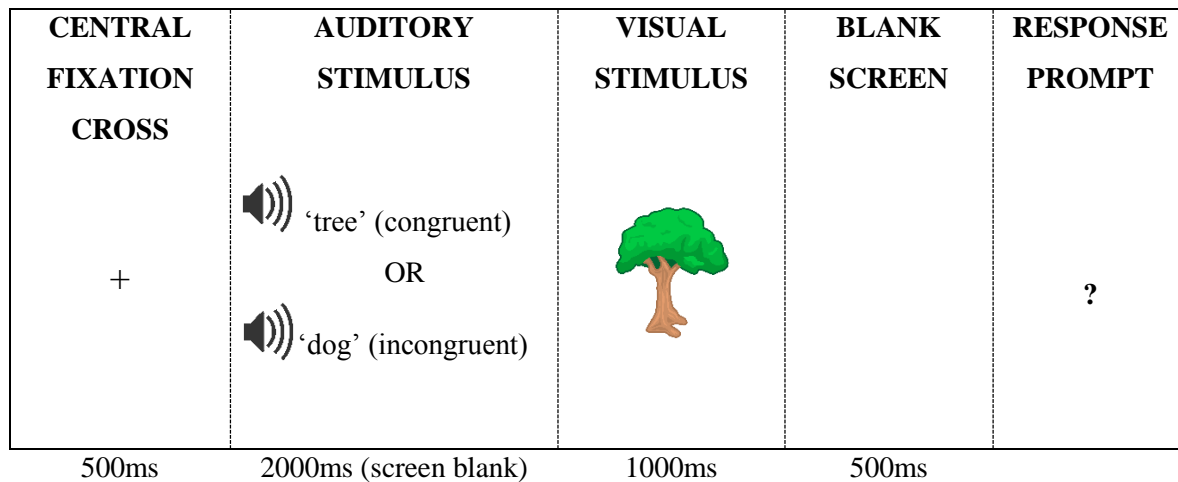 CENTRAL
FIXATION
CROSS
AUDITORY
STIMULUS
VISUAL
STIMULUS
BLANK
SCREEN
RESPONSE
PROMPT
+
‘tree’ (congruent)
OR
‘dog’ (incongruent)
?
500ms
2000ms (screen blank)
1000ms
500ms